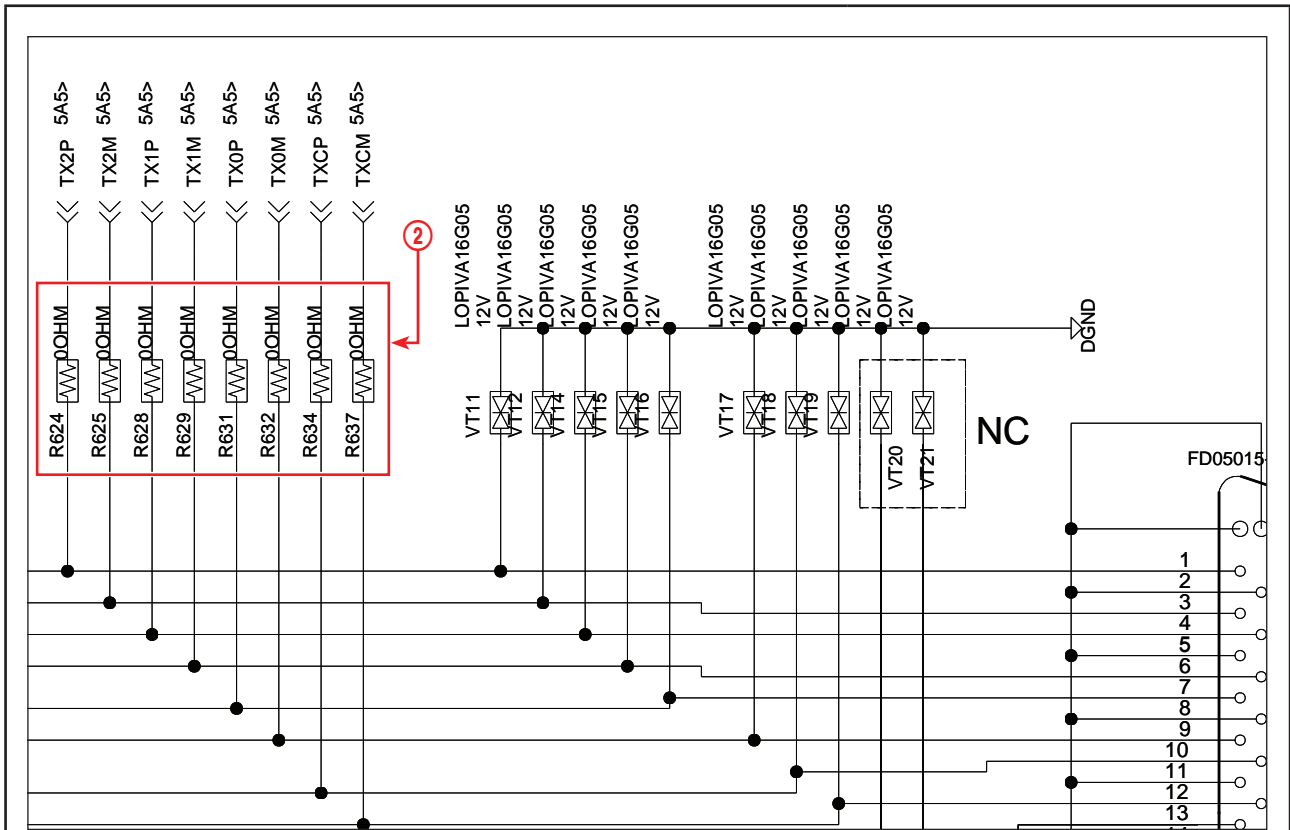 TX2P 5A5>
TX2M 5A5>
TX1P 5A5>
TX1M 5A5>
TX0P 5A5>
TX0M 5A5>
TXCP 5A5>
TXCM 5A5>
2
0OHM
0OHM
0OHM
0OHM
0OHM
0OHM
0OHM
0OHM
R624
R625
R628
R629
R631
R632
R634
R637
LOPIVA16G05
12V
LOPIVA16G05
12V
LOPIVA16G05
12V
LOPIVA16G05
12V
LOPIVA16G05
12V
LOPIVA16G05
12V
LOPIVA16G05
12V
LOPIVA16G05
12V
LOPIVA16G05
12V
LOPIVA16G05
12V
DGND
VT11
VT12
VT14
VT15
VT16
VT17
VT18
VT19
VT20
VT21
NC
FD05015
1
2
3
4
5
6
7
8
9
10
11
12
13